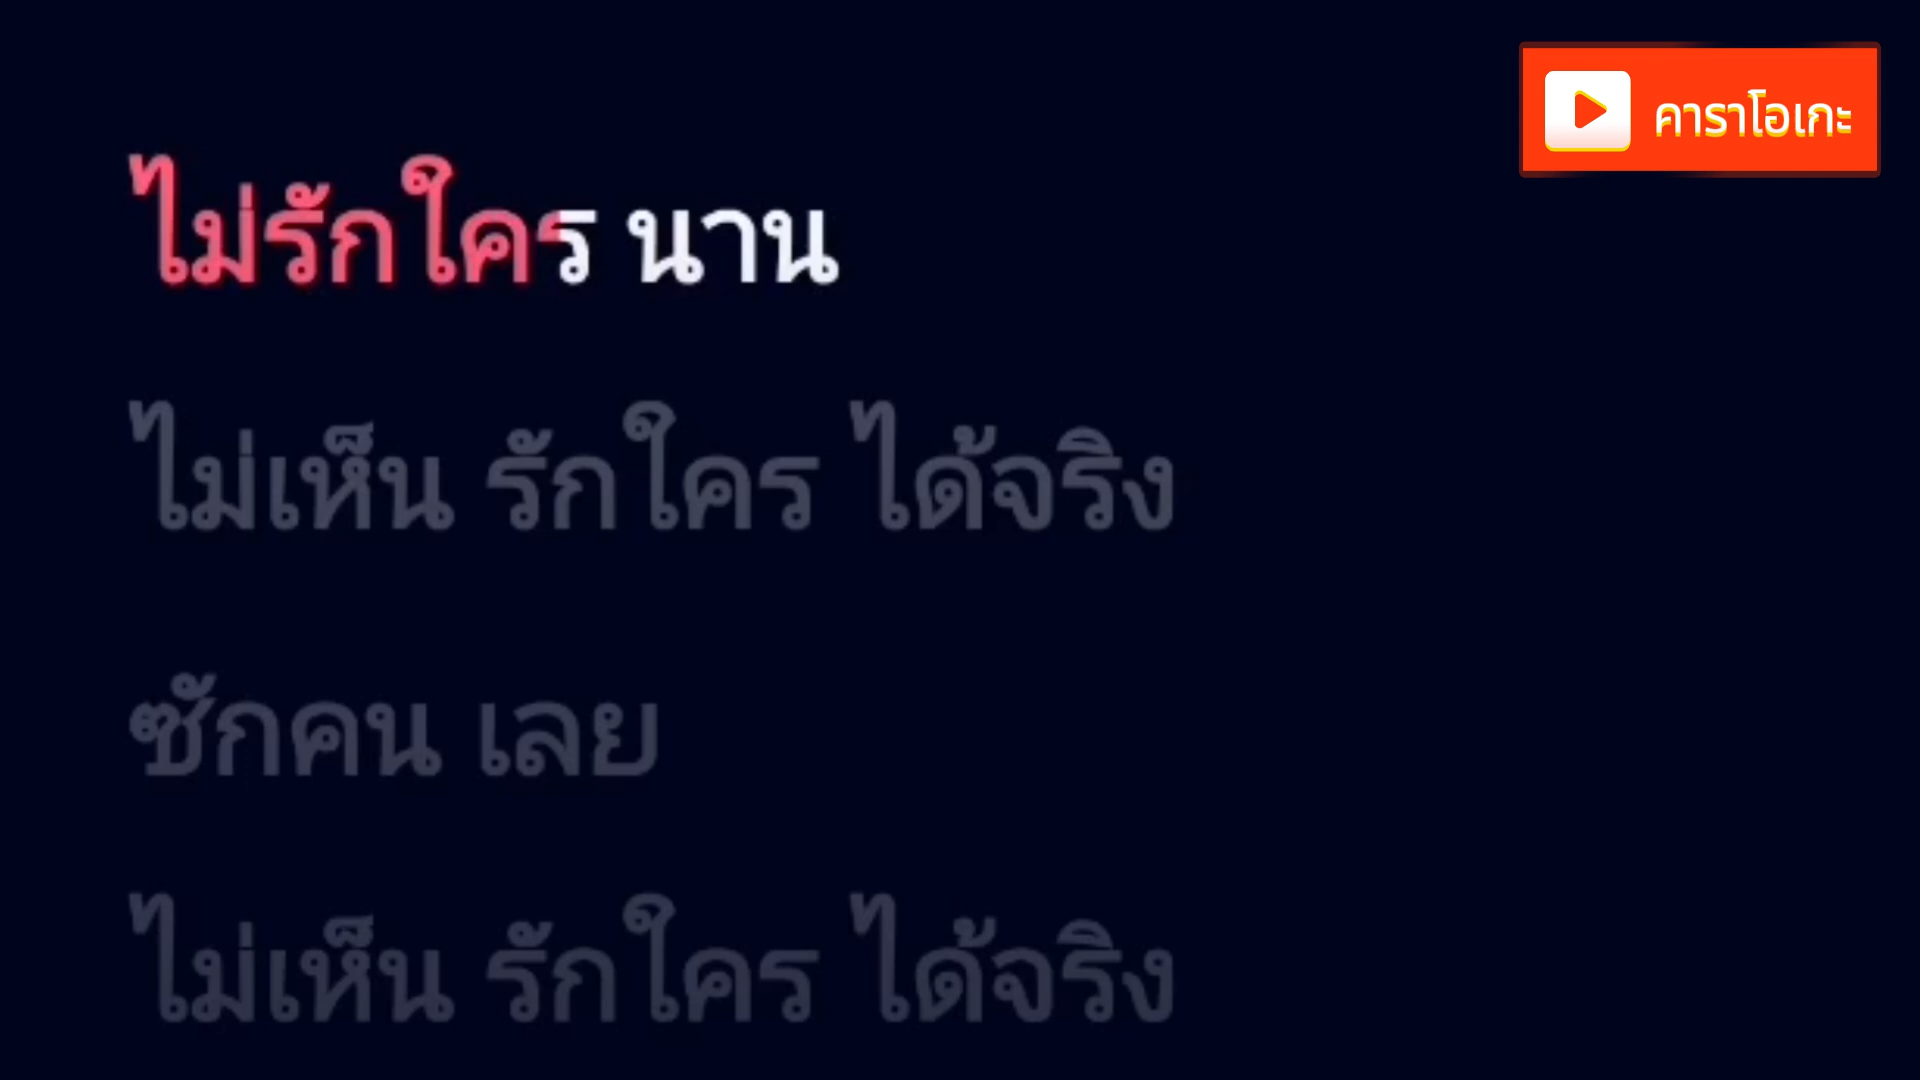 คาราโอเกะ
ไม่รักใคร นาน
ไม่เห็น รักใคร ได้จริง
ซักคน เลย
ไม่เห็น รักใคร ได้จริง